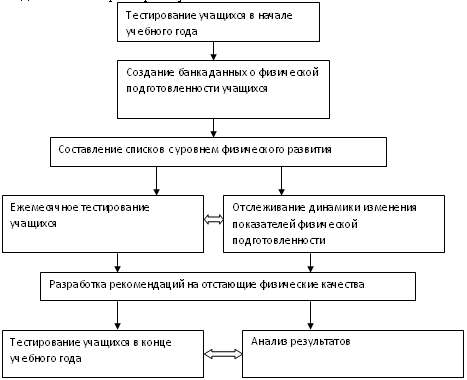 Тестирование учащихся в начале
учебного года
Создание банка данных о физической
подготовленности учащихся
Составление списков с уровнем физического развития
Ежемесячное тестирование
учащихся
Отслеживание динамики изменения
показателей физической
подготовленности
Разработка рекомендаций на отстающие физические качества
Тестирование учащихся в конце
учебного года
Анализ результатов